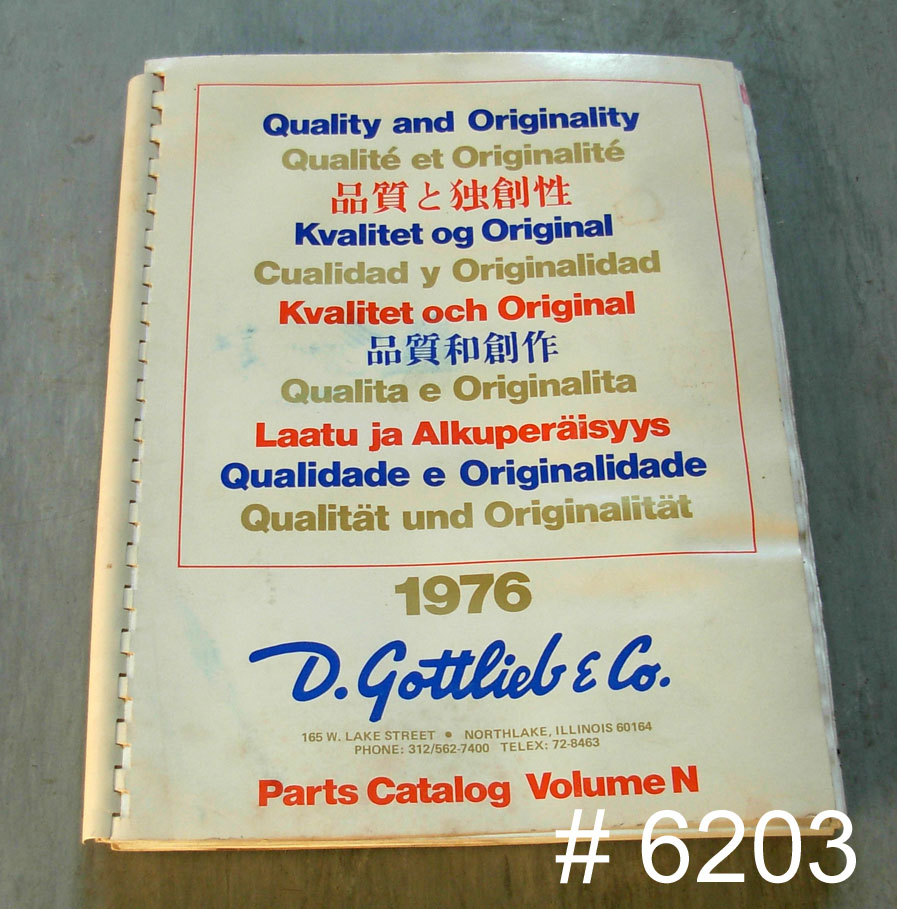 Quality and Originality
Qualité et Originalité
品質と独創性
Kvalitet og Original
Cualidad y Originalidad
Kvalitet och Original
品質和創作
Qualita e Originalita
Laatu ja Alkuperäisyys
Qualidade e Originalidade
Qualität und Originalität
1976
D. Gottlieb & Co.
165 W. LAKE STREET • NORTHLAKE, ILLINOIS 60164
PHONE: 312/562-7400 TELEX: 72-8463
Parts Catalog Volume N
# 6203